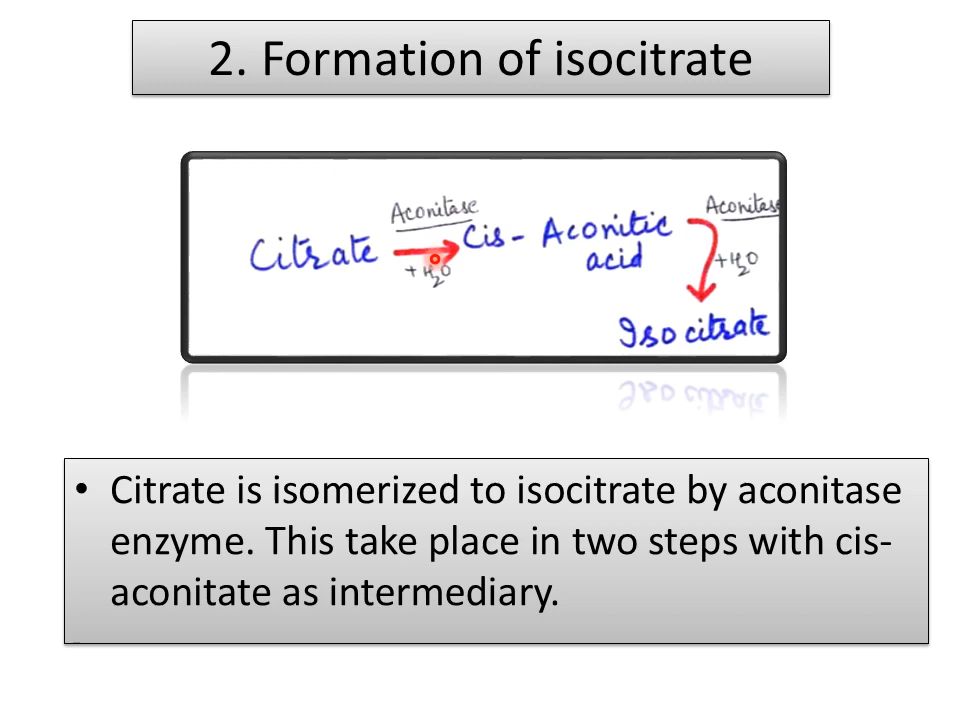 2. Formation of isocitrate
Aconitase
Aconitase
Citrate
Cis - Aconitic
acid
+ H2O
+ H2O
Isocitrate
• Citrate is isomerized to isocitrate by aconitase
enzyme. This take place in two steps with cis-
aconitate as intermediary.